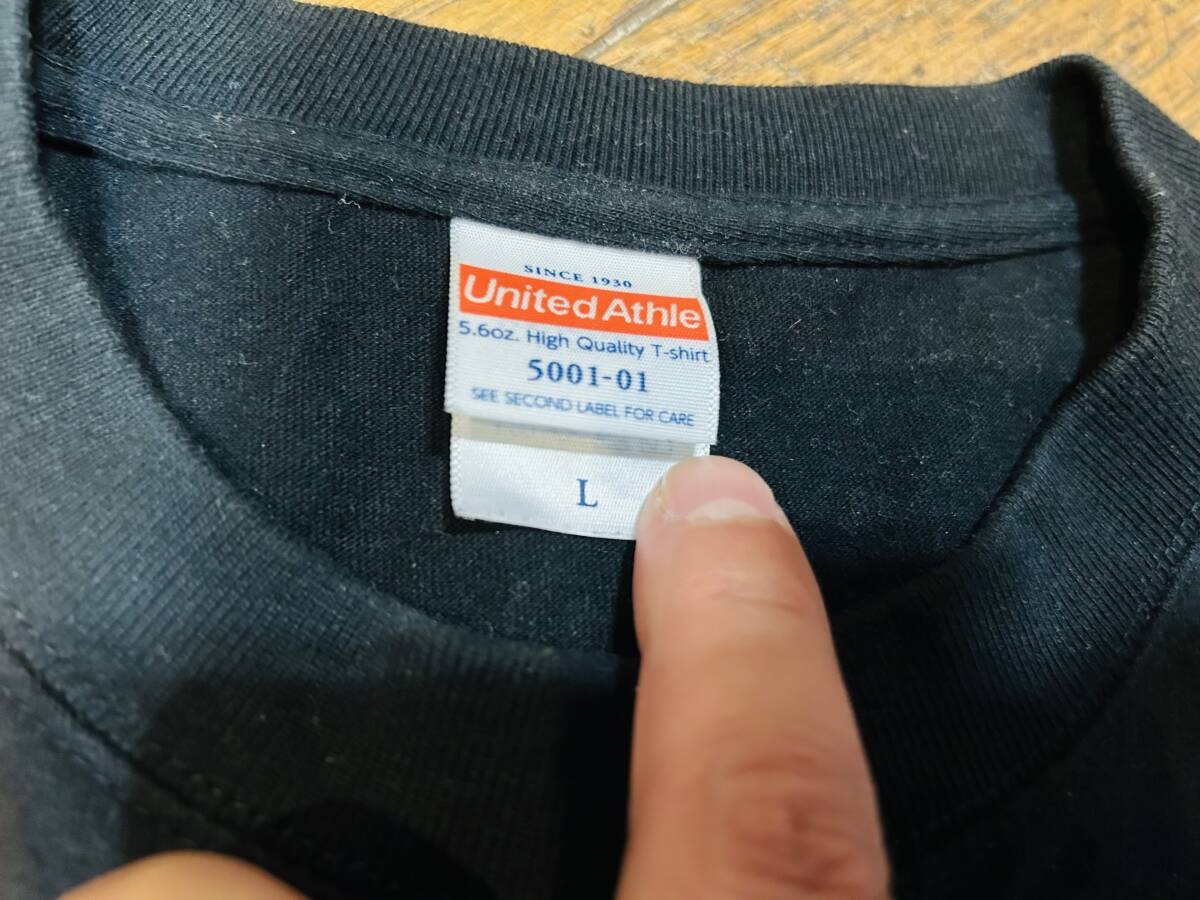 SINCE 1930
United Athle
5.6oz. High Quality T-shirt
5001-01
SEE SECOND LABEL FOR CARE
L